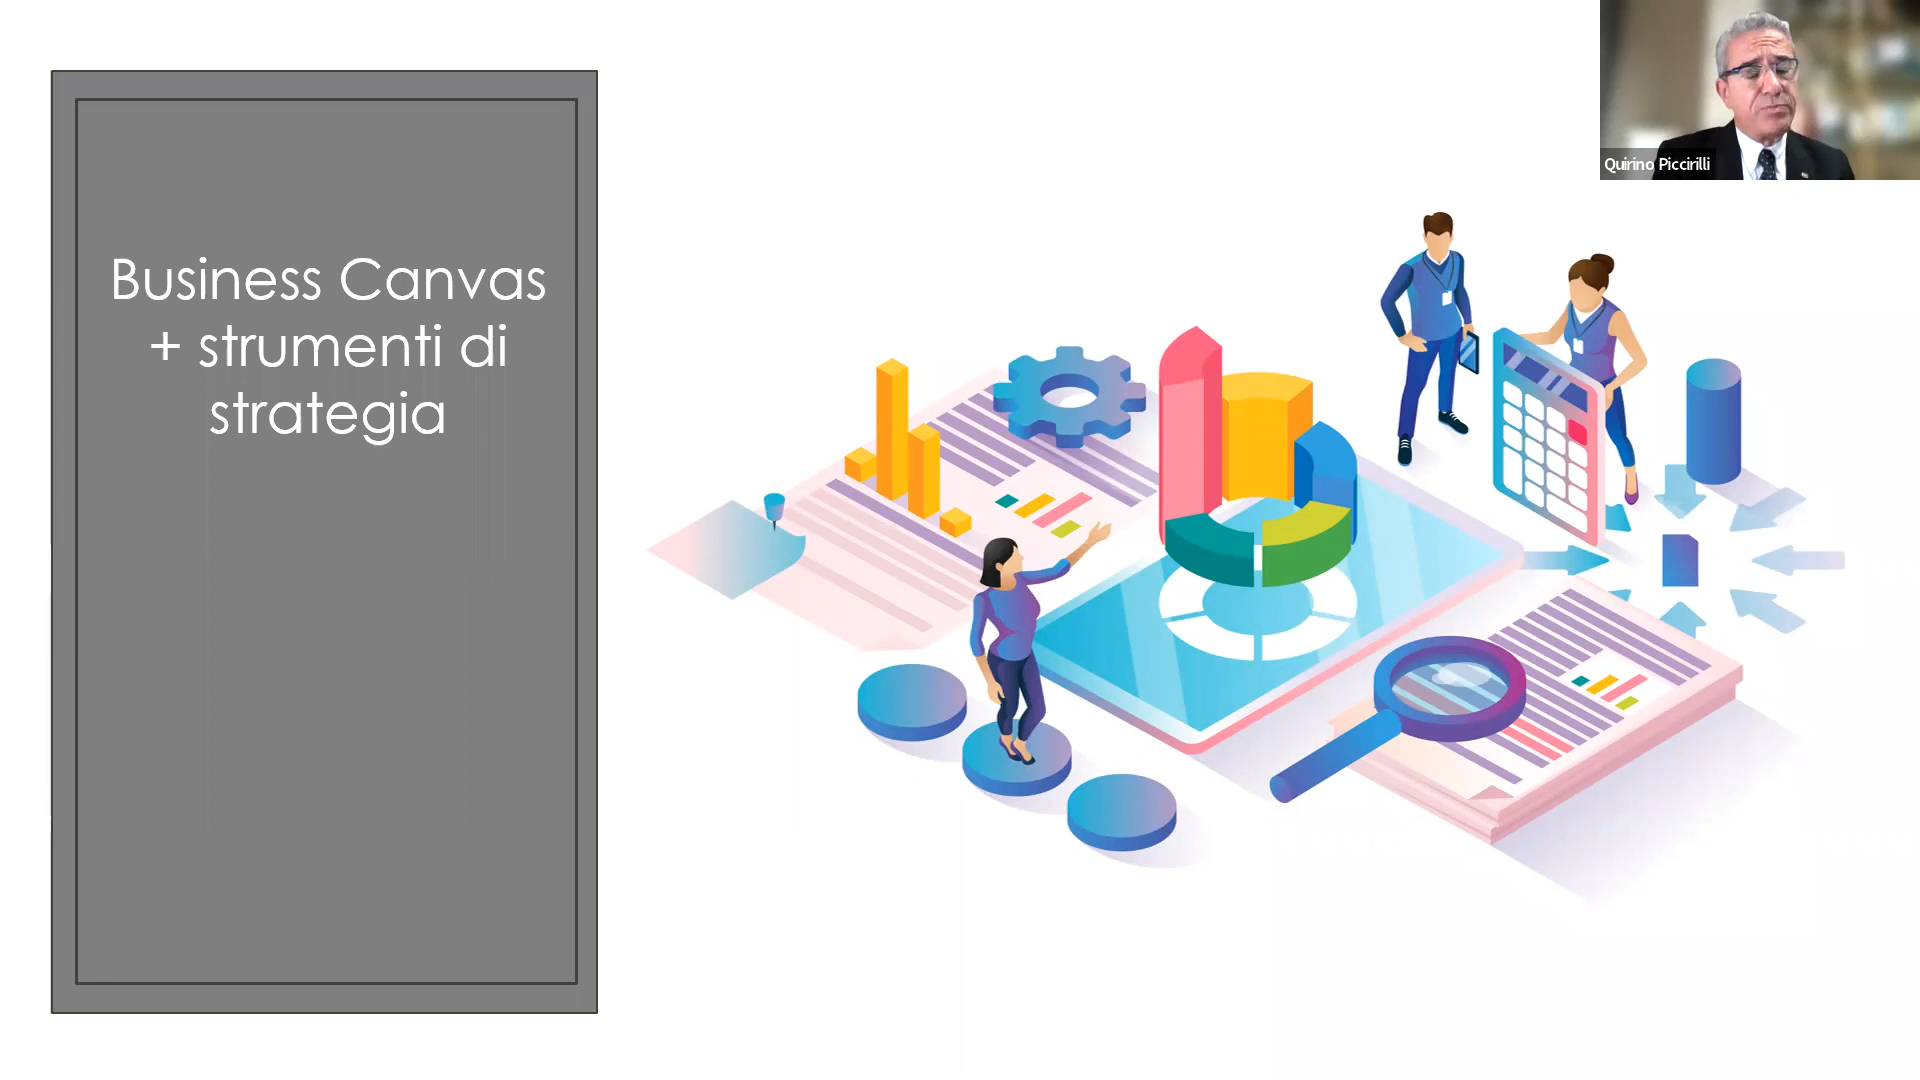 Business Canvas
+ strumenti di
strategia
Quirino Piccirilli